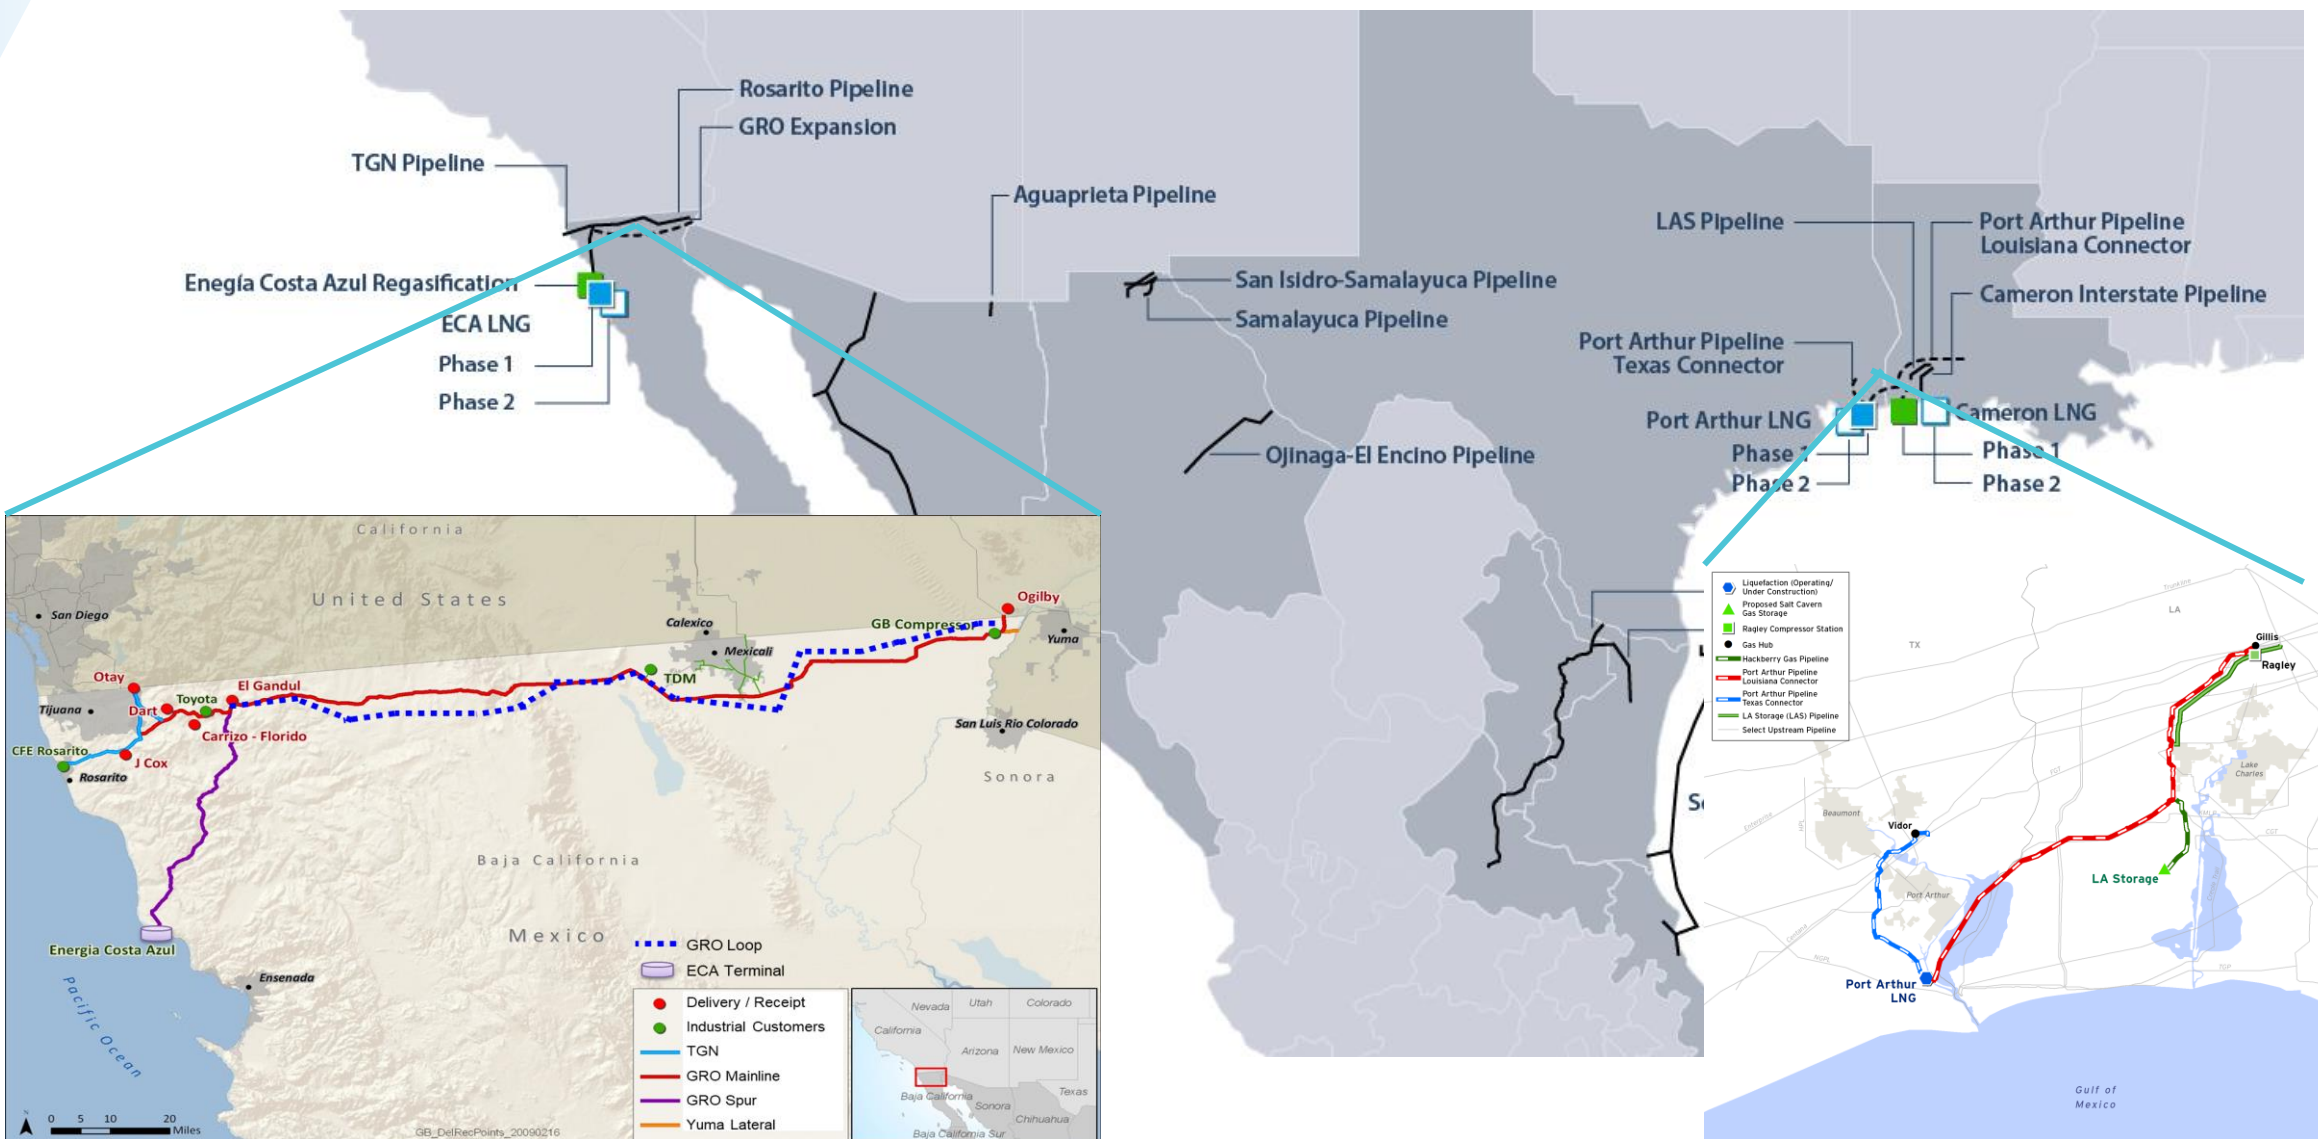 Rosarito Pipeline
GRO Expansion
TGN Pipeline
Aguaprieta Pipeline
Enegía Costa Azul Regasification
ECA LNG
Phase 1
Phase 2
San Isidro-Samalayuca Pipeline
Samalayuca Pipeline
Ojinaga-El Encino Pipeline
LAS Pipeline
Port Arthur Pipeline
Louisiana Connector
Cameron Interstate Pipeline
Port Arthur Pipeline
Texas Connector
Port Arthur LNG
Phase 1
Phase 2
Cameron LNG
Phase 1
Phase 2
California
United States
San Diego
Calexico
Mexicali
GB Compressor
Ogilby
Yuma
Otay
Toyota
El Gandul
TDM
Tijuana
Dart
Carrizo - Florido
San Luis Rio Colorado
CFE Rosarito
J Cox
Rosarito
Sonora
Baja California
Mexico
Energia Costa Azul
Ensenada
Pacific Ocean
GRO Loop
ECA Terminal
Delivery / Receipt
Industrial Customers
TGN
GRO Mainline
GRO Spur
Yuma Lateral
N
0 5 10 20
Miles
GB_DelRecPoints_20090216
Nevada
Utah
Colorado
California
Arizona
New Mexico
Texas
Baja California
Sonora
Chihuahua
Baja California Sur
Liquefaction (Operating/
Under Construction)
Proposed Salt Cavern
Gas Storage
Ragley Compressor Station
Gas Hub
Hackberry Gas Pipeline
Port Arthur Pipeline
Louisiana Connector
Port Arthur Pipeline
Texas Connector
LA Storage (LAS) Pipeline
Select Upstream Pipeline
Trunkline
LA
TX
Gillis
Ragley
FGT
Lake
Charles
Enterprise
HPL
Beaumont
Vidor
CGT
LA Storage
Port Arthur
NGPL
TGP
Port Arthur
LNG
Gulf of
Mexico